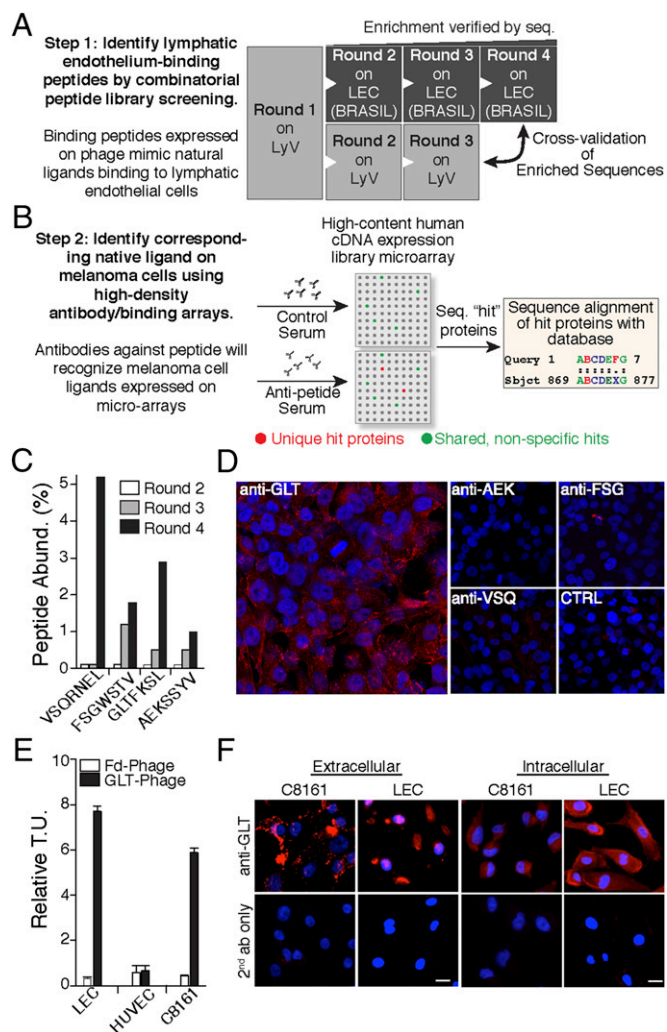 A
Step 1: Identify lymphatic
endothelium-binding
peptides by combinatorial
peptide library screening.
Binding peptides expressed
on phage mimic natural
ligands binding to lymphatic
endothelial cells
Enrichment verified by seq.
Round 1
on
LyV
Round 2
on
LEC
(BRASIL)
Round 3
on
LEC
(BRASIL)
Round 4
on
LEC
(BRASIL)
Round 2
on
LyV
Round 3
on
LyV
Cross-validation
of
Enriched Sequences
B
Step 2: Identify correspond-
ing native ligand on
melanoma cells using
high-density
antibody/binding arrays.
Antibodies against peptide will
recognize melanoma cell
ligands expressed on
micro-arrays
High-content human
cDNA expression
library microarray
Control
Serum
Anti-petide
Serum
Seq. "hit"
proteins
Sequence alignment
of hit proteins with
database
Query 1 ABCDEFG 7
:::::.:
Sbjct 869 ABCDEXG 877
Unique hit proteins
Shared, non-specific hits
C
Peptide Abund. (%)
5
4
3
2
1
0
Round 2
Round 3
Round 4
VSQRNEL
FSGWSTV
GLTFKSL
AEKSSYV
D
anti-GLT
anti-AEK
anti-FSG
anti-VSQ
CTRL
E
Relative T.U.
10
8
6
4
2
0
Fd-Phage
GLT-Phage
LEC
HUVEC
C8161
F
Extracellular
Intracellular
C8161
LEC
C8161
LEC
anti-GLT
2nd ab only